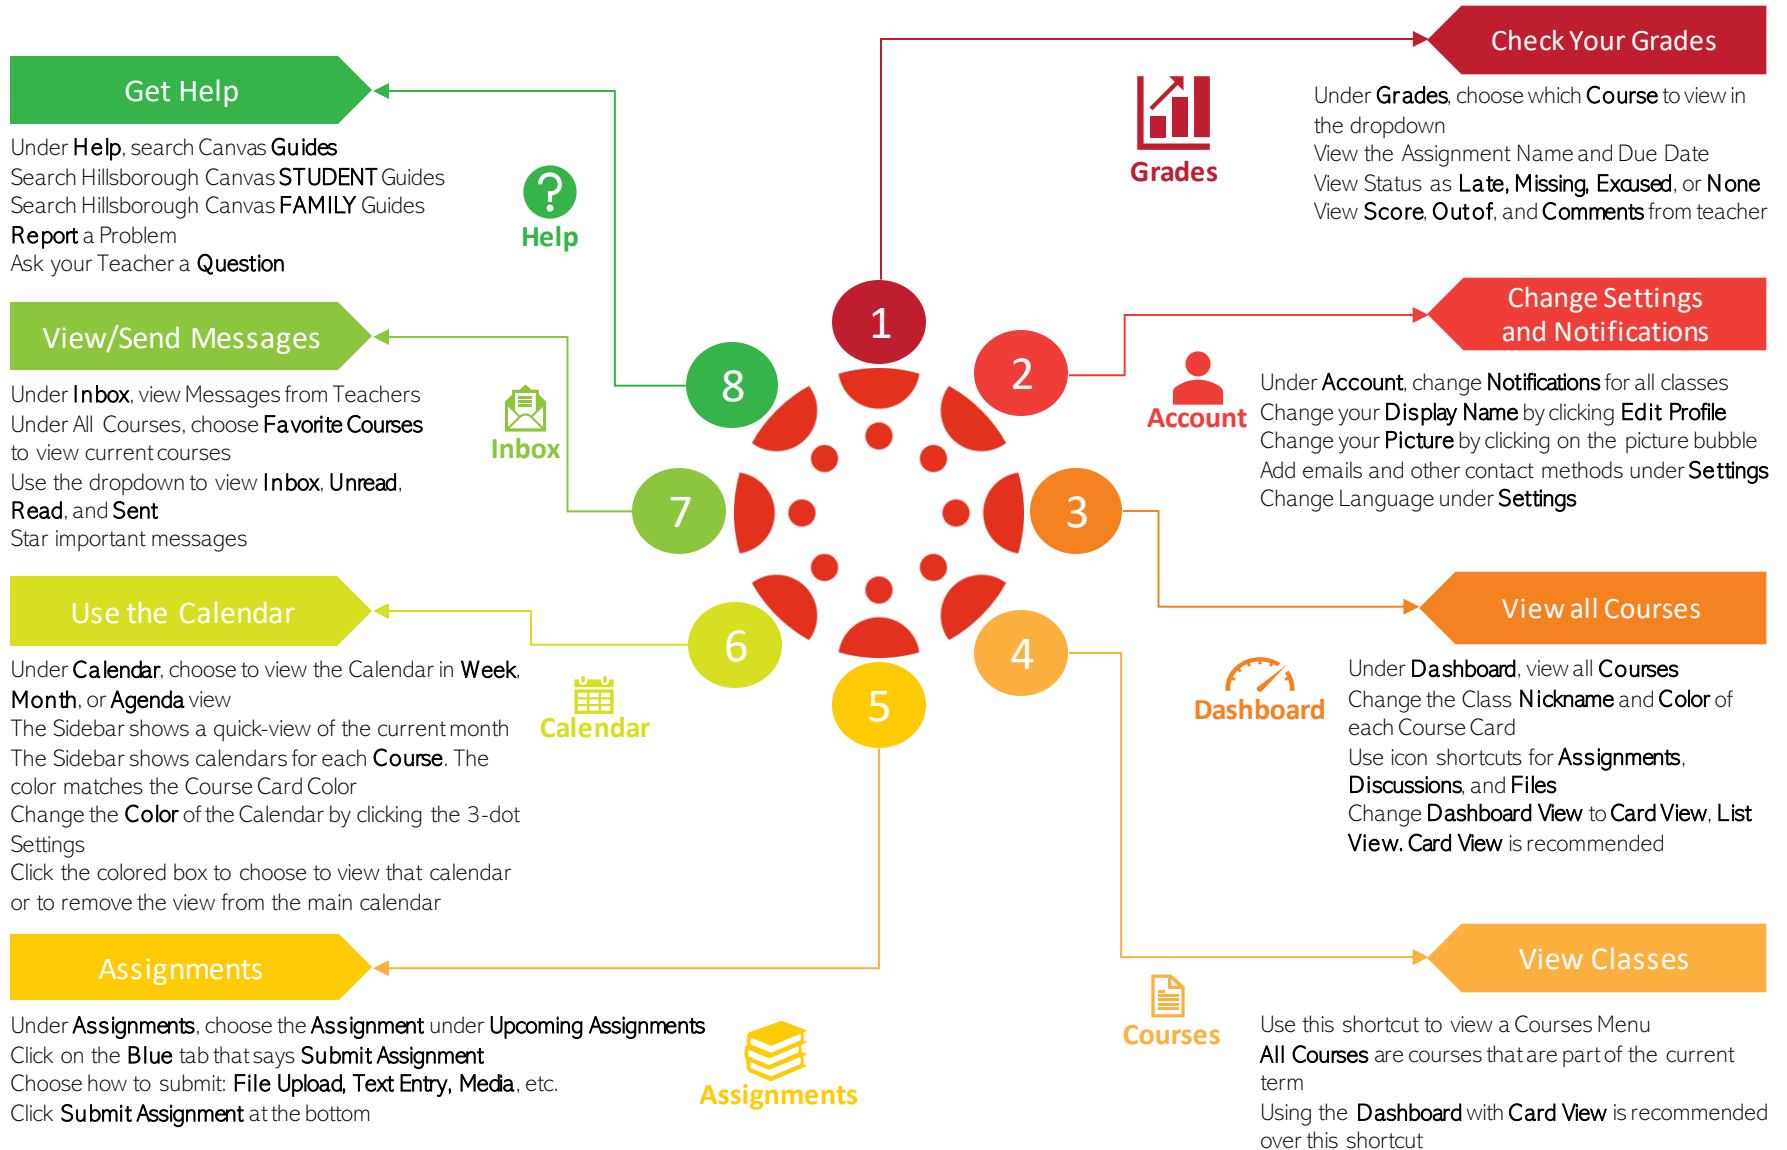 Check Your Grades
Grades
Under Grades, choose which Course to view in
the dropdown
View the Assignment Name and Due Date
View Status as Late, Missing, Excused, or None
View Score, Out of, and Comments from teacher
1
Change Settings
and Notifications
Account
Under Account, change Notifications for all classes
Change your Display Name by clicking Edit Profile
Change your Picture by clicking on the picture bubble
Add emails and other contact methods under Settings
Change Language under Settings
2
View all Courses
Dashboard
Under Dashboard, view all Courses
Change the Class Nickname and Color of
each Course Card
Use icon shortcuts for Assignments,
Discussions, and Files
Change Dashboard View to Card View, List
View. Card View is recommended
3
View Classes
Courses
Use this shortcut to view a Courses Menu
All Courses are courses that are part of the current
term
Using the Dashboard with Card View is recommended
over this shortcut
4
Assignments
Under Assignments, choose the Assignment under Upcoming Assignments
Click on the Blue tab that says Submit Assignment
Choose how to submit: File Upload, Text Entry, Media, etc.
Click Submit Assignment at the bottom
Assignments
5
Use the Calendar
Under Calendar, choose to view the Calendar in Week,
Month, or Agenda view
The Sidebar shows a quick-view of the current month
The Sidebar shows calendars for each Course. The
color matches the Course Card Color
Change the Color of the Calendar by clicking the 3-dot
Settings
Click the colored box to choose to view that calendar
or to remove the view from the main calendar
Calendar
6
View/Send Messages
Under Inbox, view Messages from Teachers
Under All Courses, choose Favorite Courses
to view current courses
Use the dropdown to view Inbox, Unread,
Read, and Sent
Star important messages
Inbox
7
Get Help
Under Help, search Canvas Guides
Search Hillsborough Canvas STUDENT Guides
Search Hillsborough Canvas FAMILY Guides
Report a Problem
Ask your Teacher a Question
?
Help
8